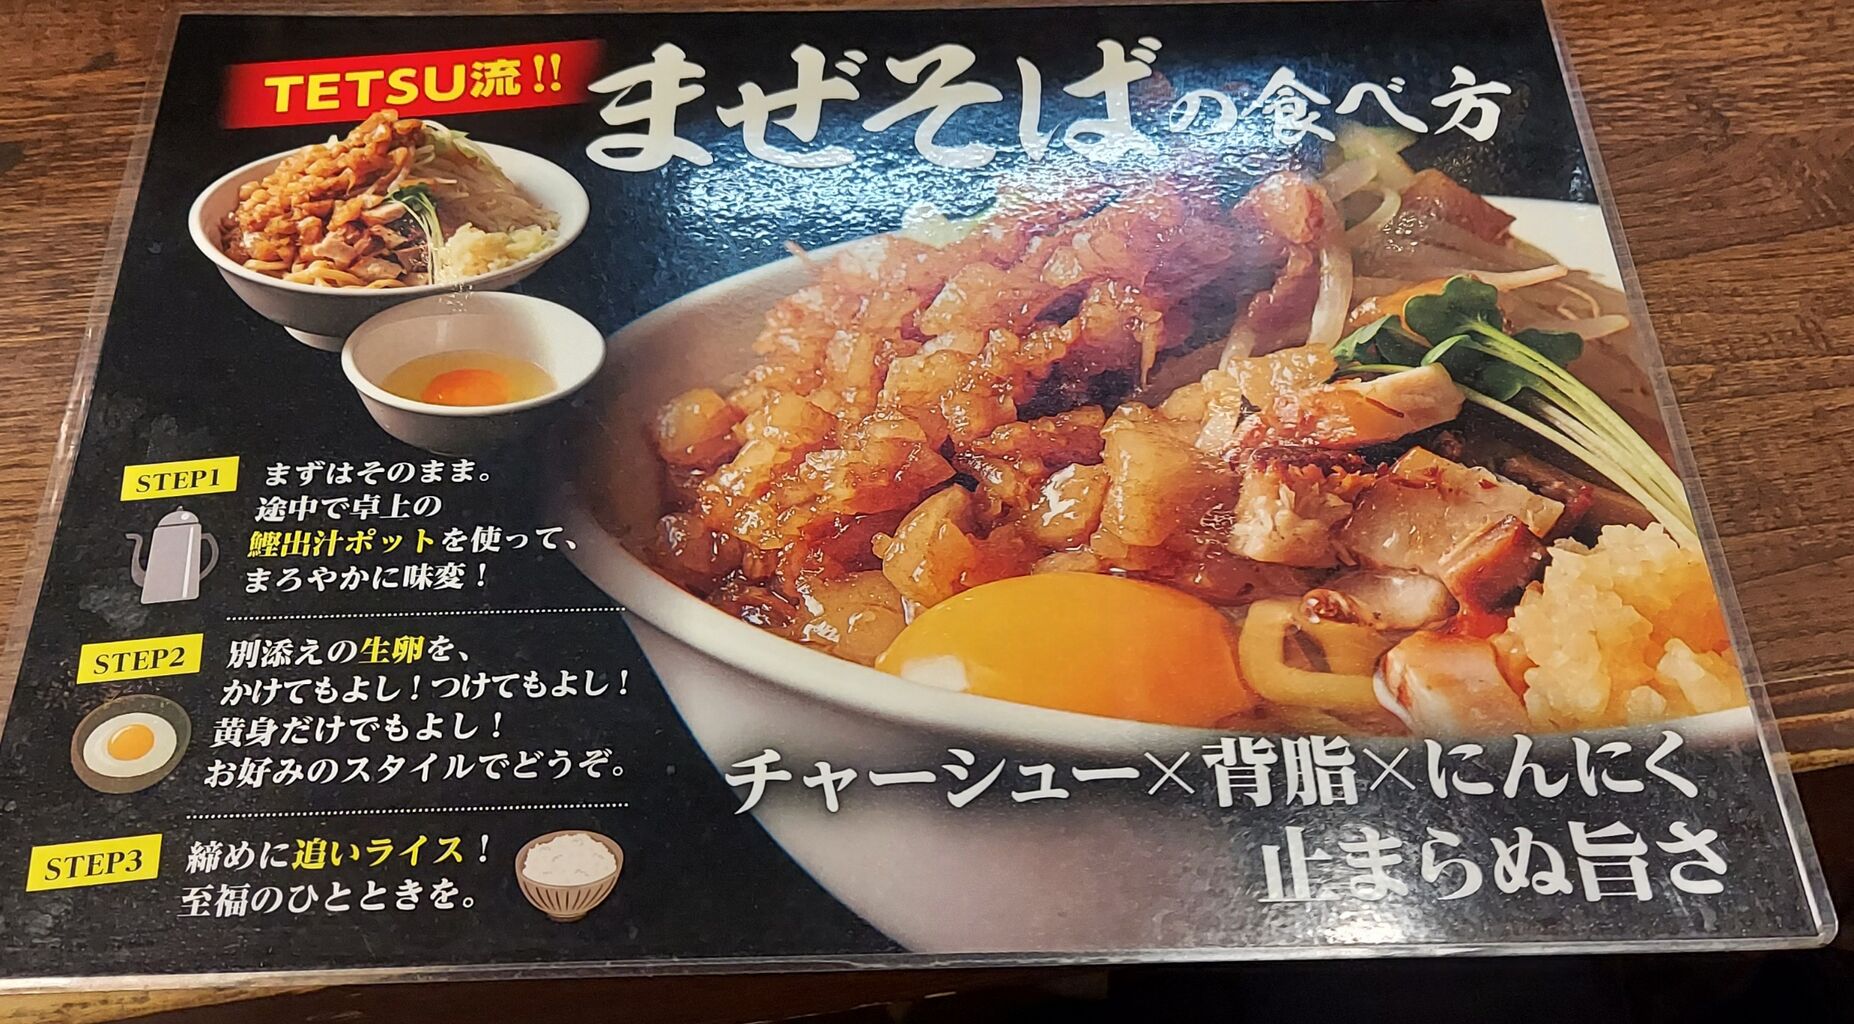 TETSU流!!
まぜそばの食べ方
STEP1
まずはそのまま。
途中で卓上の
鰹出汁ポットを使って、
まろやかに味変！
STEP2
別添えの生卵を、
かけてもよし！つけてもよし！
黄身だけでもよし！
お好みのスタイルでどうぞ。
STEP3
締めに追いライス！
至福のひとときを。
チャーシュー×背脂×にんにく
止まらぬ旨さ